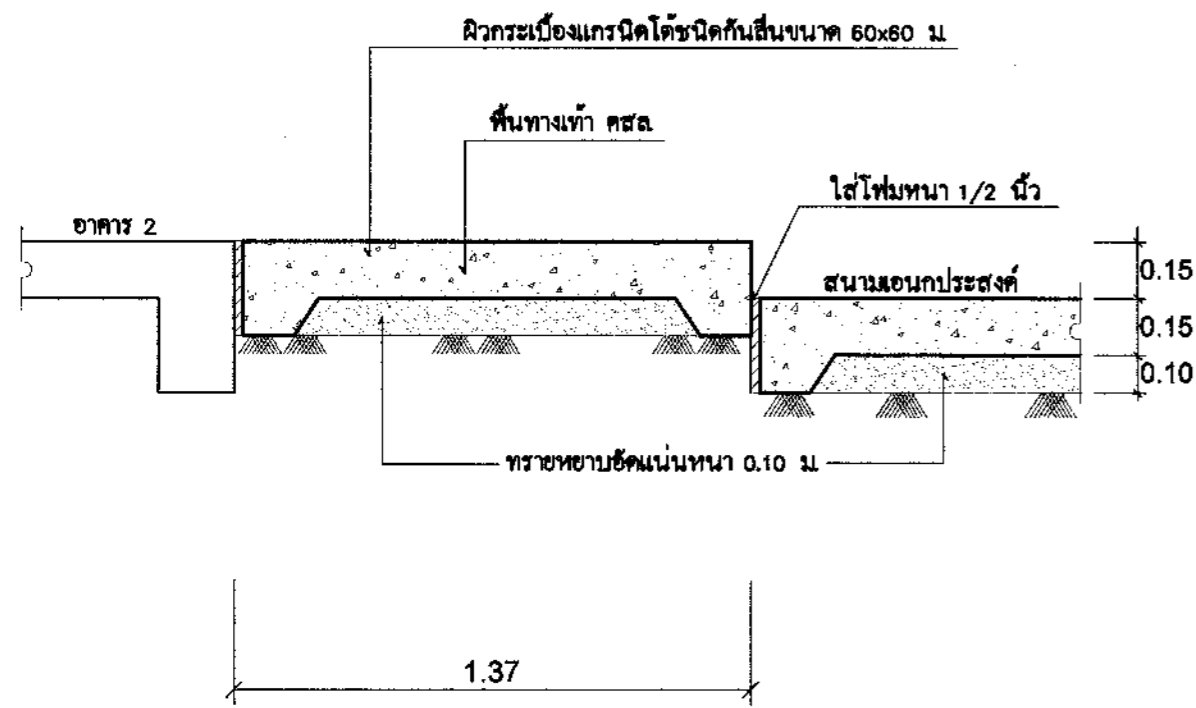 ผิวกระเบื้องแกรนิตโต้ชนิดกันลื่นขนาด 60x60 ม.
พื้นทางเท้า คสล.
ใส่โฟมหนา 1/2 นิ้ว
อาคาร 2
0.15
สนามเอนกประสงค์
0.15
0.10
ทรายหยาบอัดแน่นหนา 0.10 ม.
1.37